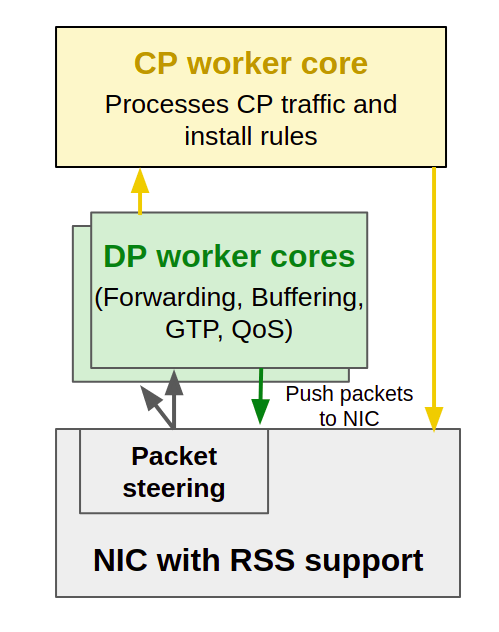 CP worker core
Processes CP traffic and
install rules
DP worker cores
(Forwarding, Buffering,
GTP, QoS)
Push packets
to NIC
Packet
steering
NIC with RSS support